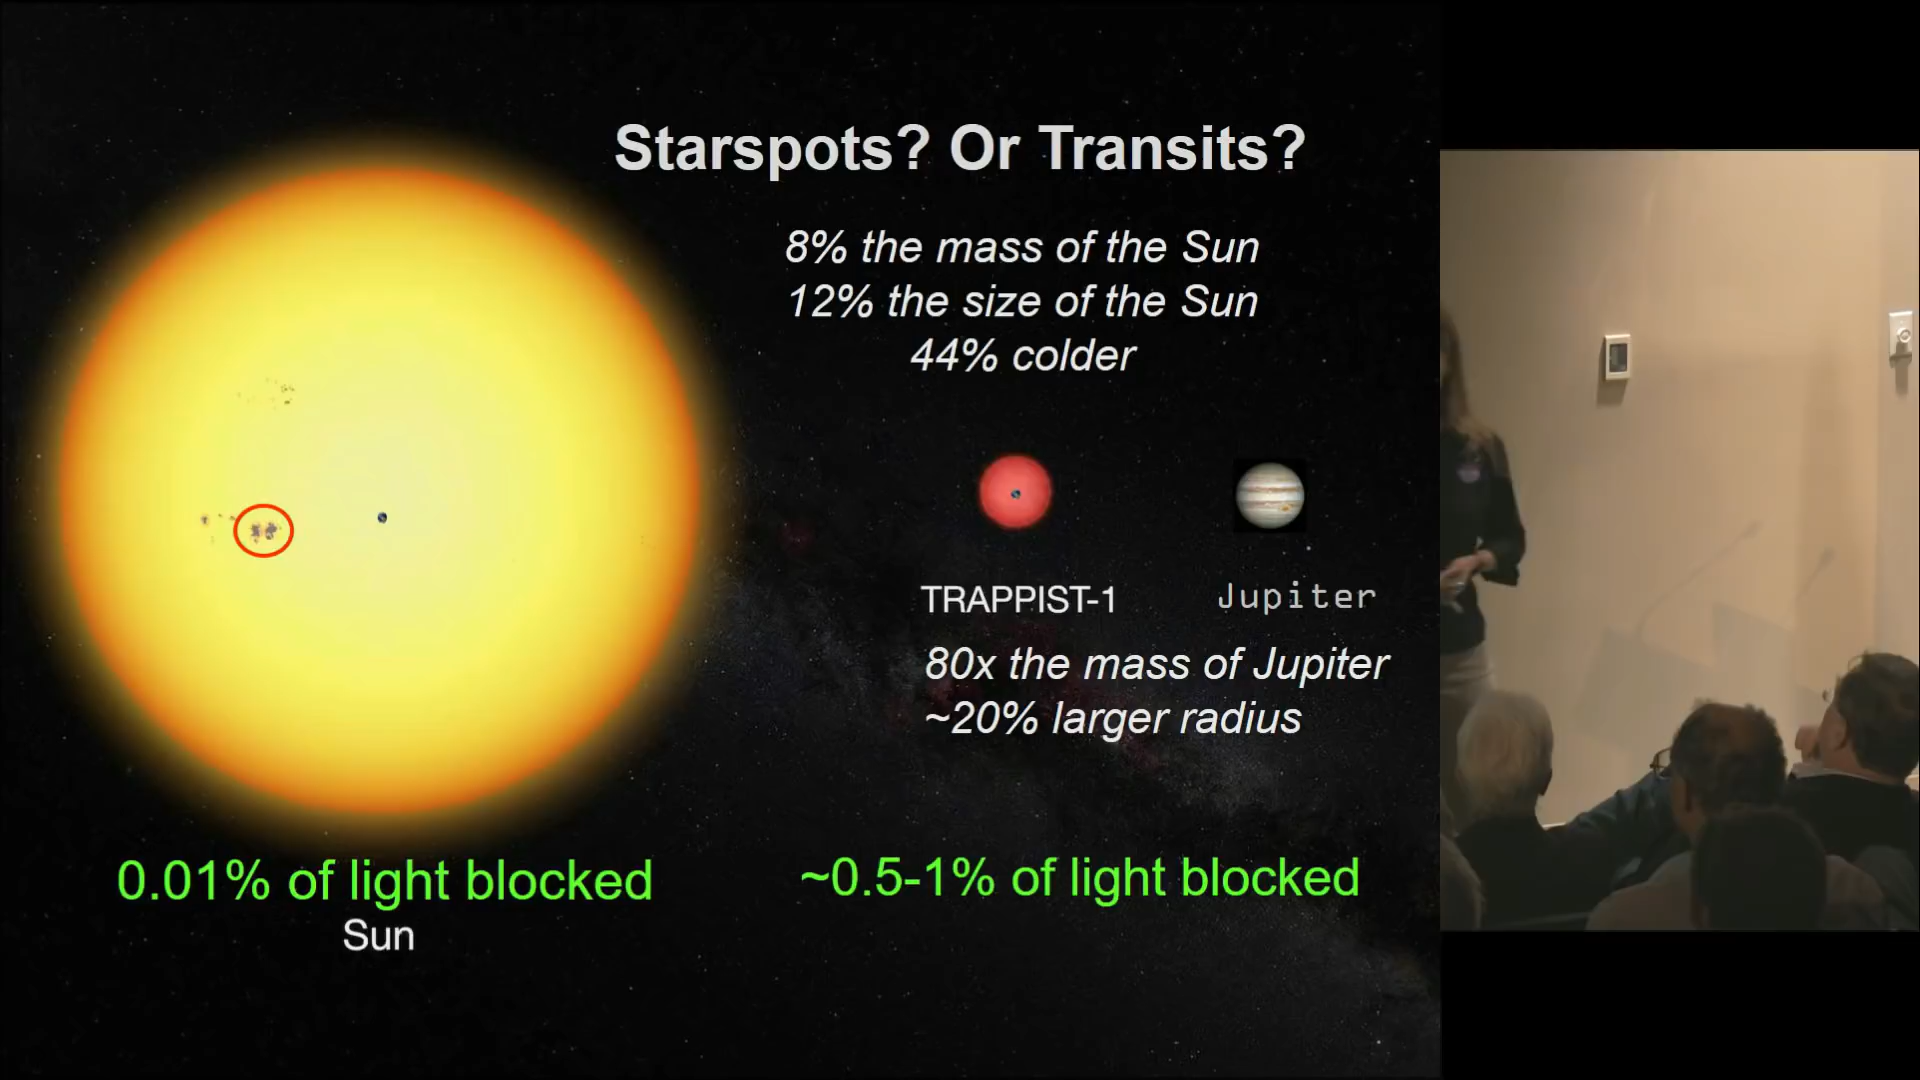 Starspots? Or Transits?
8% the mass of the Sun
12% the size of the Sun
44% colder
TRAPPIST-1
Jupiter
80x the mass of Jupiter
~20% larger radius
0.01% of light blocked
~0.5-1% of light blocked
Sun